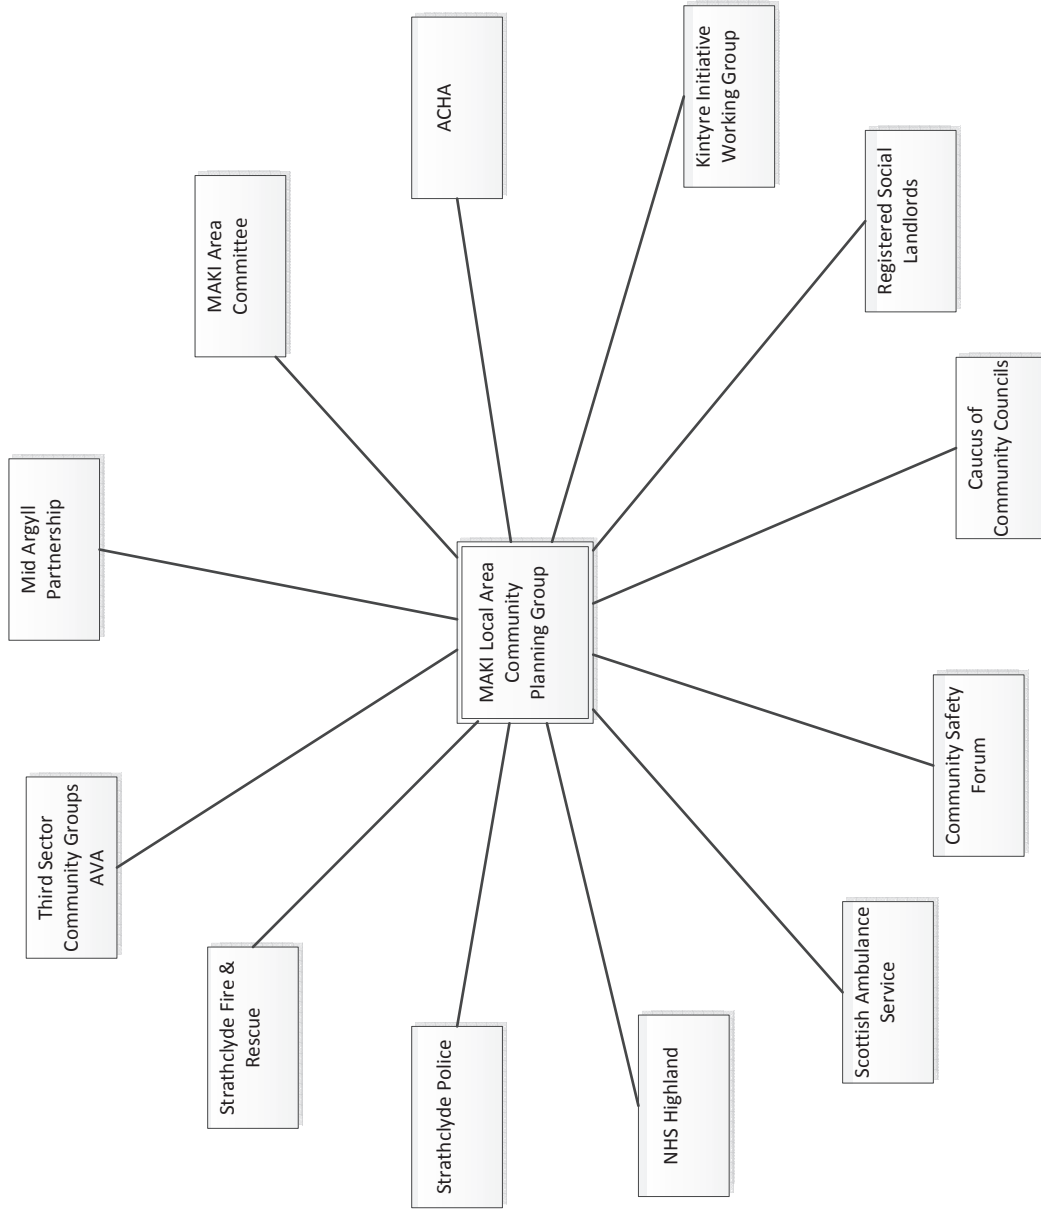 Mid Argyll
Partnership
MAKI Area
Committee
ACHA
Kintyre Initiative
Working Group
Registered Social
Landlords
Caucus of
Community Councils
Community Safety
Forum
Scottish Ambulance
Service
NHS Highland
Strathclyde Police
Strathclyde Fire &
Rescue
Third Sector
Community Groups
AVA
MAKI Local Area
Community
Planning Group